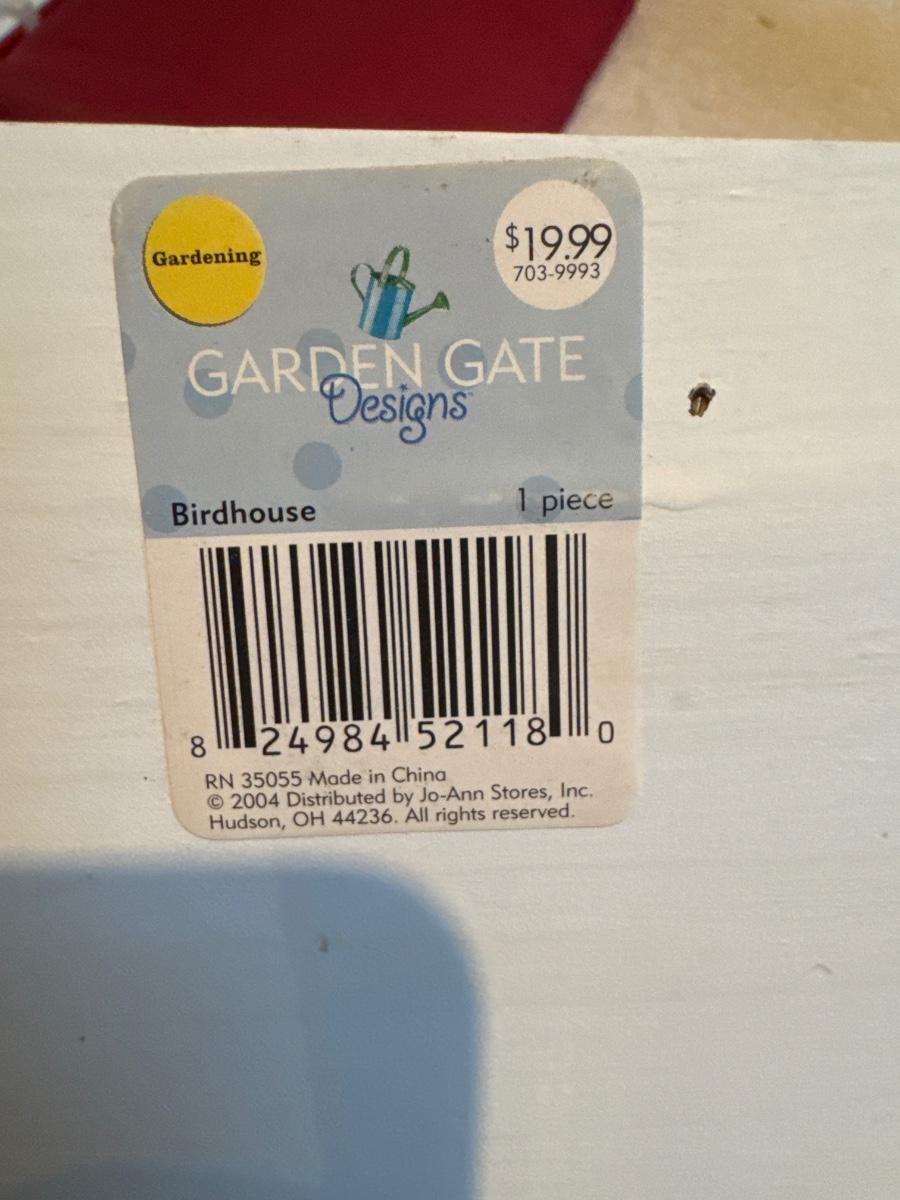 Gardening
$19.99
703-9993
GARDEN GATE
Designs™
Birdhouse
1 piece
8 24984 52118 0
RN 35055 Made in China
© 2004 Distributed by Jo-Ann Stores, Inc.
Hudson, OH 44236. All rights reserved.